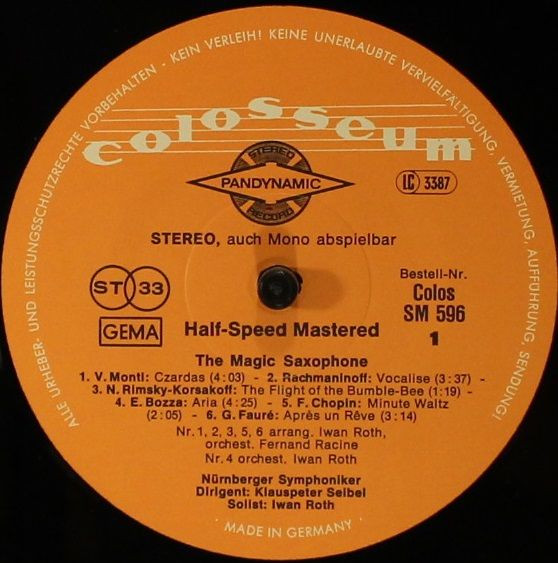 ALLE URHEBER- UND LEISTUNGSSCHUTZRECHTE VORBEHALTEN - KEIN VERLEIH! KEINE UNERLAUBTE VERVIELFÄLTIGUNG, VERMIETUNG, AUFFÜHRUNG, SENDUNG!
colosseum
STEREO
PANDYNAMIC
RECORD
LC 3387
STEREO, auch Mono abspielbar
ST 33
GEMA
Bestell-Nr.
Colos
SM 596
1
Half-Speed Mastered
The Magic Saxophone
1. V. Monti: Czardas (4:03) - 2. Rachmaninoff: Vocalise (3:37) -
3. N. Rimsky-Korsakoff: The Flight of the Bumble-Bee (1:19) -
4. E. Bozza: Aria (4:25) - 5. F. Chopin: Minute Waltz
(2:05) - 6. G. Fauré: Après un Rêve (3:14)
Nr. 1, 2, 3, 5, 6 arrang. Iwan Roth,
orchest. Fernand Racine
Nr. 4 orchest. Iwan Roth
Nürnberger Symphoniker
Dirigent: Klauspeter Seibel
Solist: Iwan Roth
· MADE IN GERMANY ·